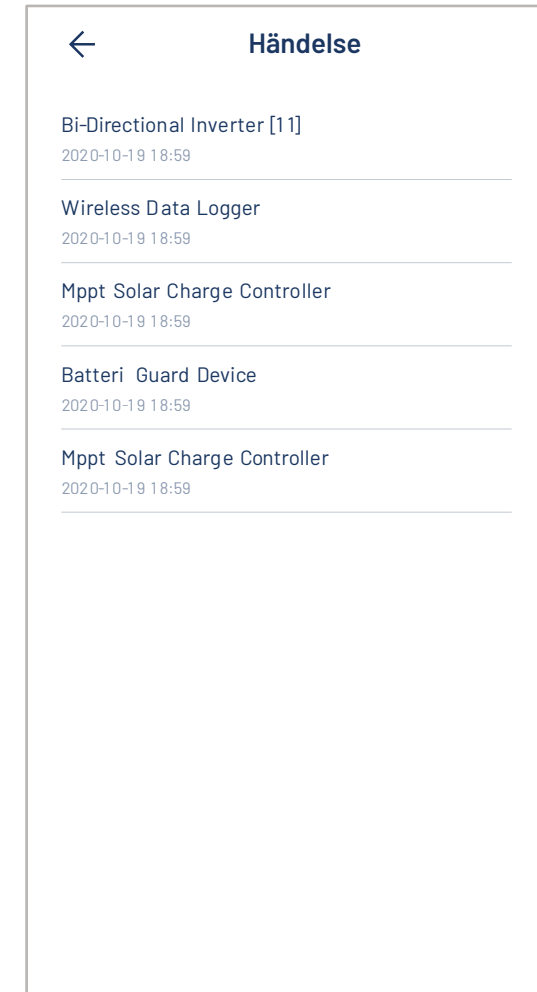 Händelse
Bi-Directional Inverter [11]
2020-10-19 18:59
Wireless Data Logger
2020-10-19 18:59
Mppt Solar Charge Controller
2020-10-19 18:59
Batteri Guard Device
2020-10-19 18:59
Mppt Solar Charge Controller
2020-10-19 18:59